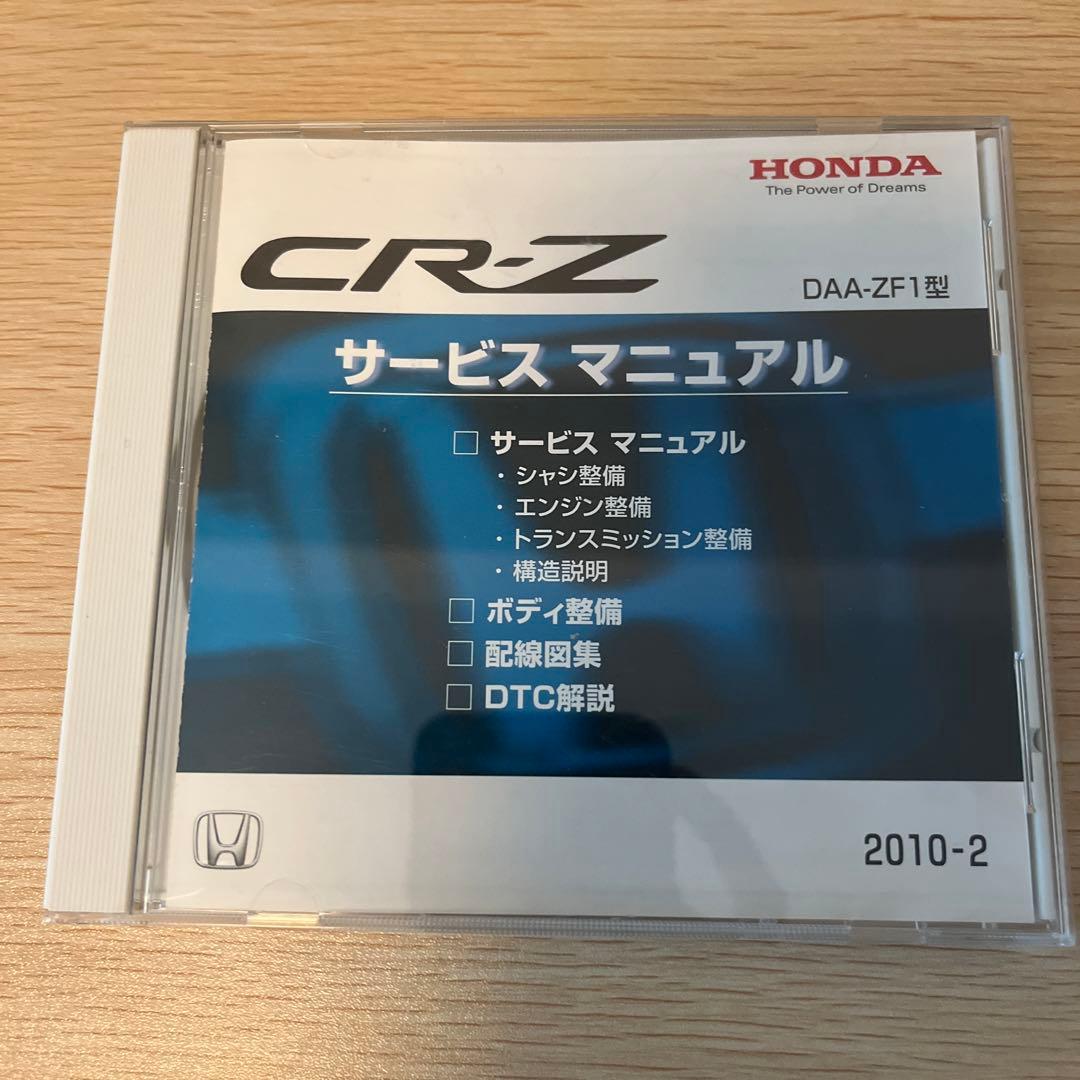 HONDA
The Power of Dreams
CR-Z
DAA-ZF1型
サービス マニュアル
□ サービス マニュアル
・シャシ整備
・エンジン整備
・トランスミッション整備
・構造説明
□ ボディ整備
□ 配線図集
□ DTC解説
2010-2